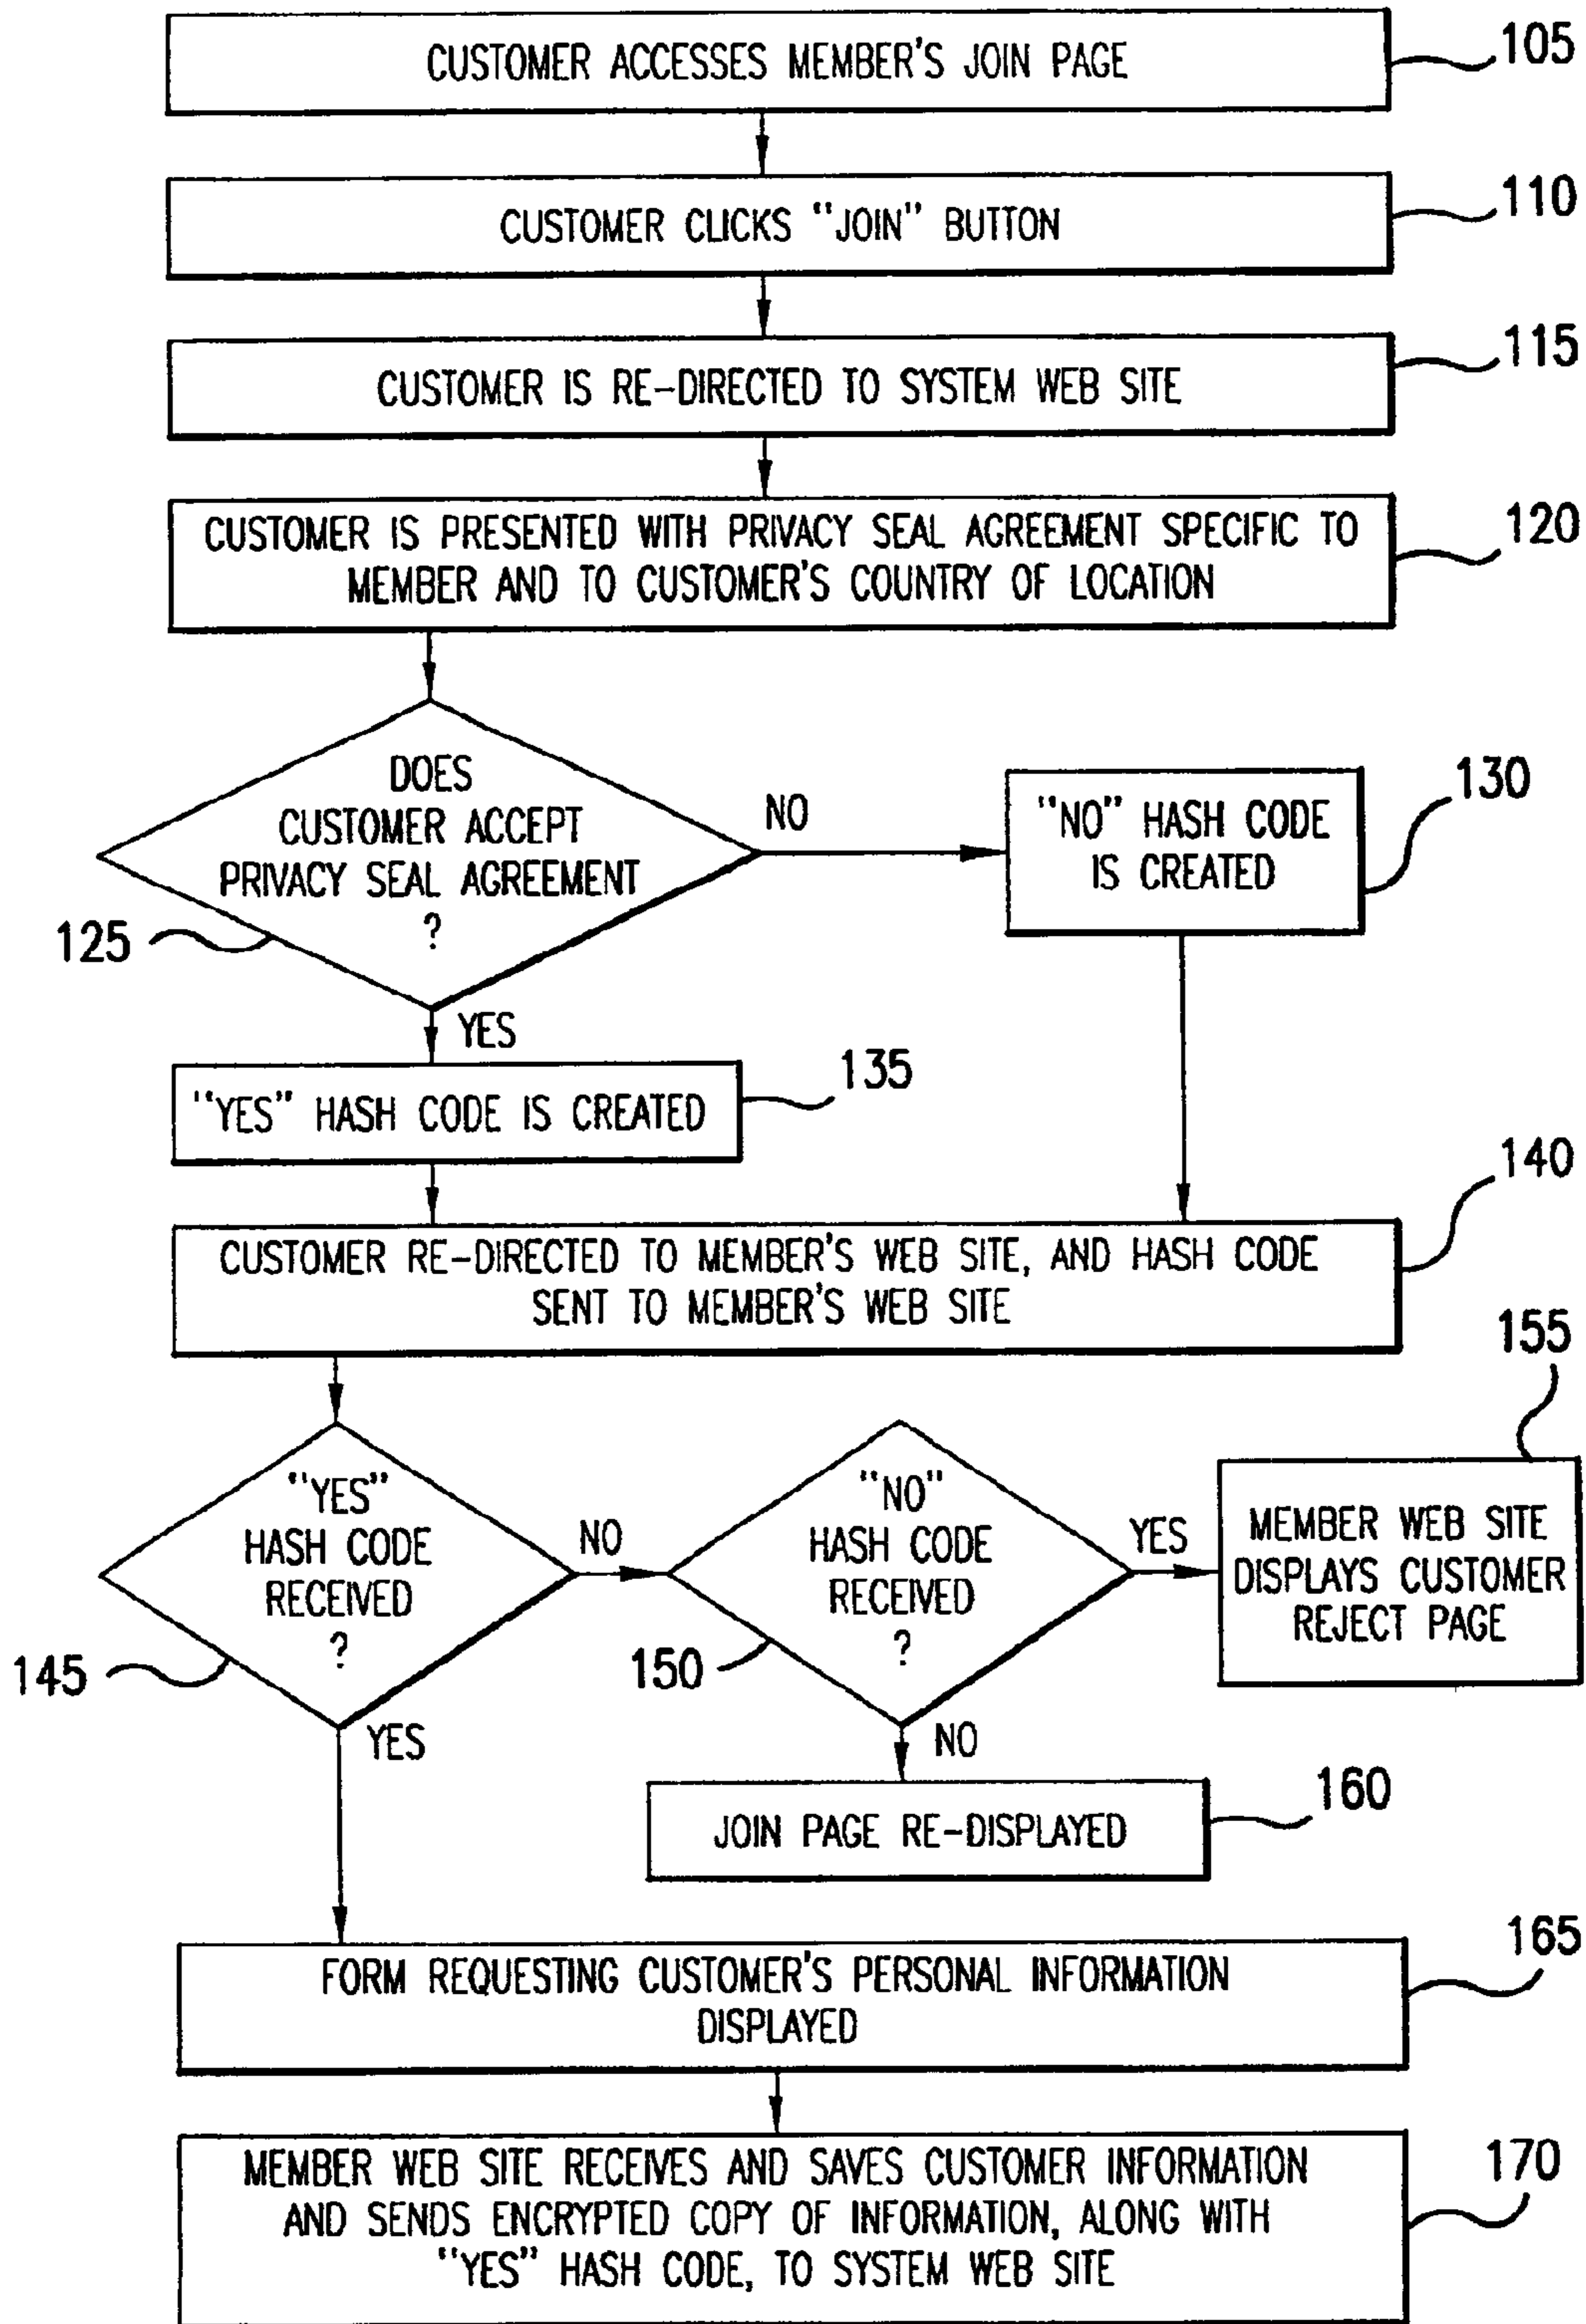 CUSTOMER ACCESSES MEMBER'S JOIN PAGE
105
CUSTOMER CLICKS "JOIN" BUTTON
110
CUSTOMER IS RE-DIRECTED TO SYSTEM WEB SITE
115
CUSTOMER IS PRESENTED WITH PRIVACY SEAL AGREEMENT SPECIFIC TO
MEMBER AND TO CUSTOMER'S COUNTRY OF LOCATION
120
DOES
CUSTOMER ACCEPT
PRIVACY SEAL AGREEMENT
?
125
NO
"NO" HASH CODE
IS CREATED
130
YES
"YES" HASH CODE IS CREATED
135
CUSTOMER RE-DIRECTED TO MEMBER'S WEB SITE, AND HASH CODE
SENT TO MEMBER'S WEB SITE
140
"YES"
HASH CODE
RECEIVED
?
145
NO
"NO"
HASH CODE
RECEIVED
?
150
YES
MEMBER WEB SITE
DISPLAYS CUSTOMER
REJECT PAGE
155
YES
NO
JOIN PAGE RE-DISPLAYED
160
FORM REQUESTING CUSTOMER'S PERSONAL INFORMATION
DISPLAYED
165
MEMBER WEB SITE RECEIVES AND SAVES CUSTOMER INFORMATION
AND SENDS ENCRYPTED COPY OF INFORMATION, ALONG WITH
"YES" HASH CODE, TO SYSTEM WEB SITE
170